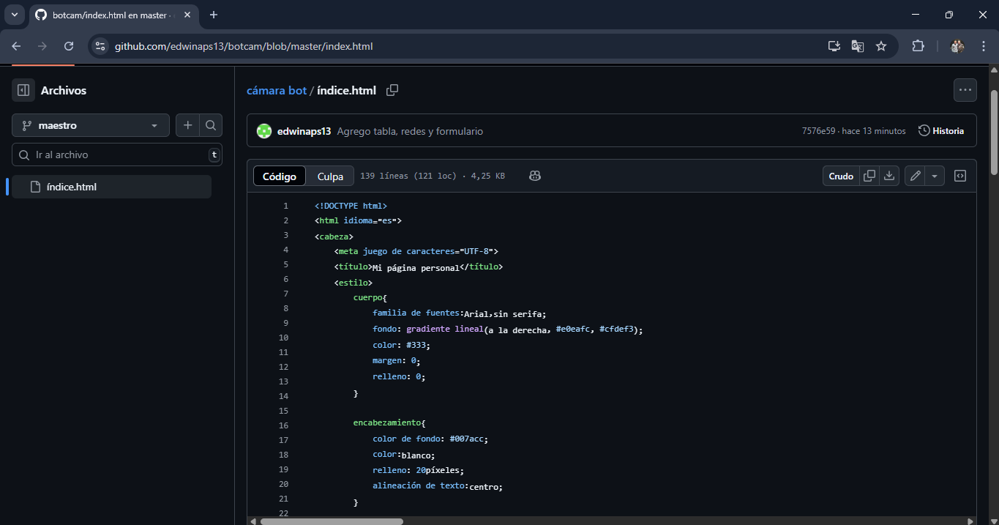 botcam/index.html en master ·
github.com/edwinaps13/botcam/blob/master/index.html
Archivos
maestro
Ir al archivo
t
índice.html
cámara bot / índice.html
edwinaps13 Agrego tabla, redes y formulario
7576e59 · hace 13 minutos
Historia
Código
Culpa
139 líneas (121 loc) · 4,25 KB
Crudo
1 <!DOCTYPE html>
2 <html idioma="es">
3 <cabeza>
4 <meta juego de caracteres="UTF-8">
5 <título>Mi página personal</título>
6 <estilo>
7 cuerpo{
8 familia de fuentes:Arial,sin serifa;
9 fondo: gradiente lineal(a la derecha, #e0eafc, #cfdef3);
10 color: #333;
11 margen: 0;
12 relleno: 0;
13 }
14
15
16 encabezamiento{
17 color de fondo: #007acc;
18 color:blanco;
19 relleno: 20píxeles;
20 alineación de texto:centro;
21 }
22